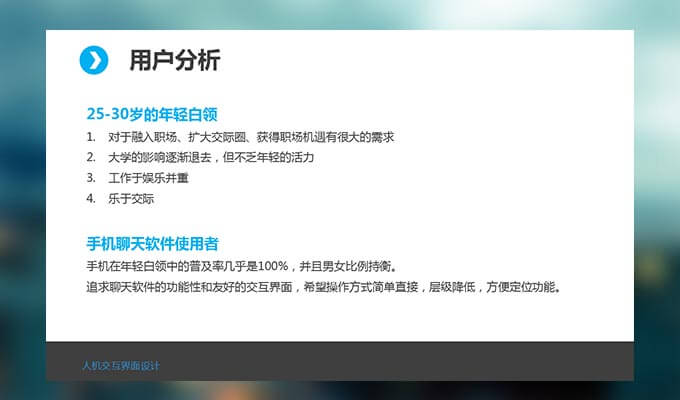 用户分析
25-30岁的年轻白领
1. 对于融入职场、扩大交际圈、获得职场机遇有很大的需求
2. 大学的影响逐渐退去，但不乏年轻的活力
3. 工作于娱乐并重
4. 乐于交际
手机聊天软件使用者
手机在年轻白领中的普及率几乎是100%，并且男女比例持衡。
追求聊天软件的功能性和友好的交互界面，希望操作方式简单直接，层级降低，方便定位功能。
人机交互界面设计